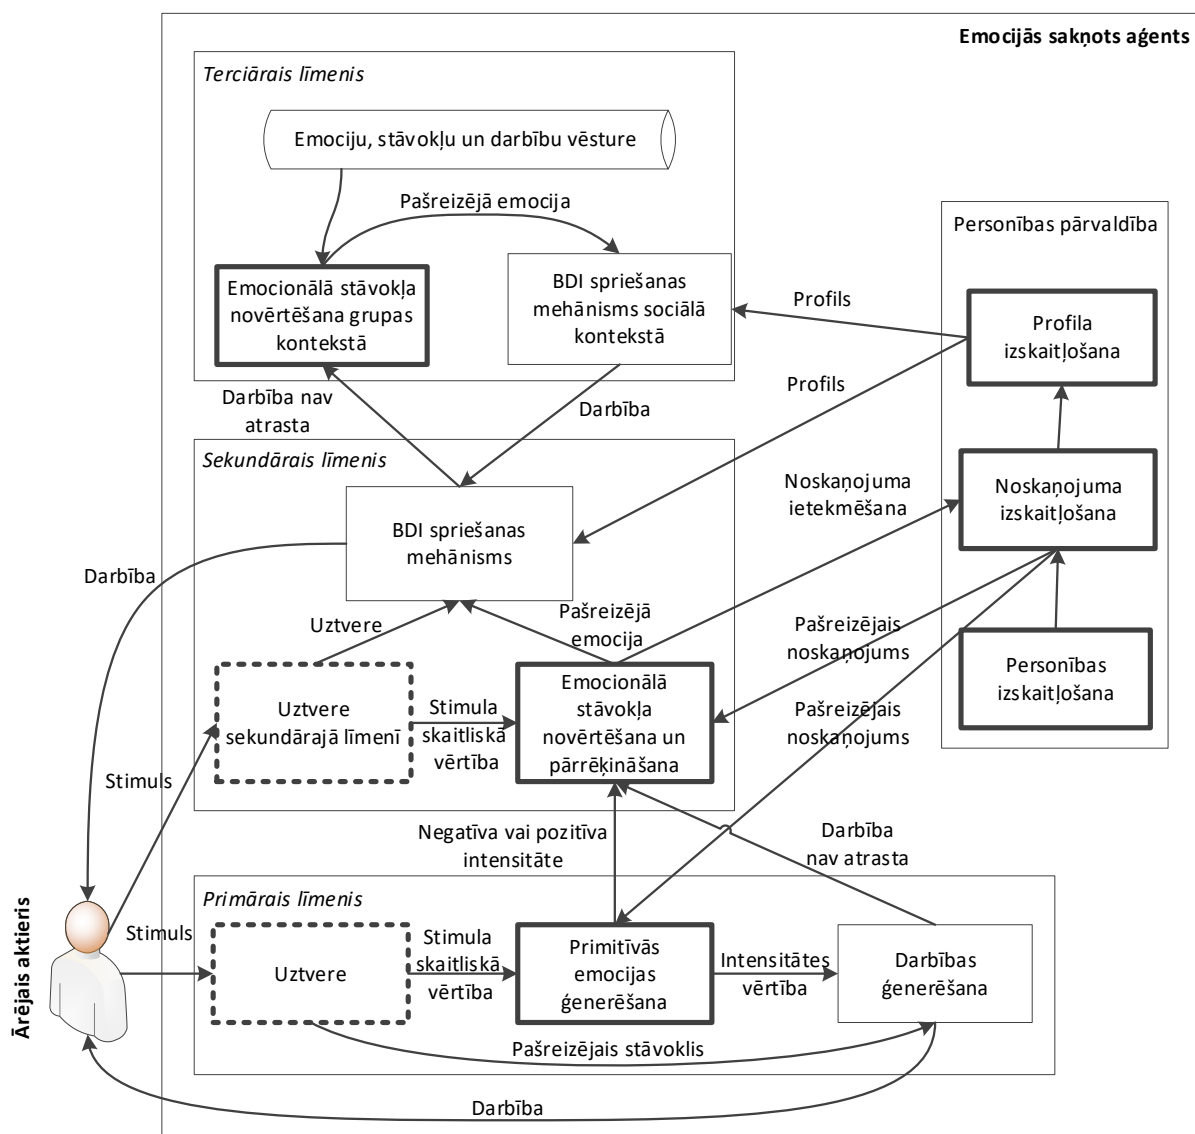 Emocijās sakņots aģents
Terciārais līmenis
Emociju, stāvokļu un darbību vēsture
Pašreizējā emocija
Emocionālā stāvokļa
novērtēšana grupas
kontekstā
BDI spriešanas
mehānisms sociālā
kontekstā
Personības pārvaldība
Profils
Profila
izskaitļošana
Profils
Darbība nav
atrasta
Darbība
Sekundārais līmenis
BDI spriešanas
mehānisms
Noskaņojuma
ietekmēšana
Noskaņojuma
izskaitļošana
Darbība
Uztvere
Pašreizējā
emocija
Pašreizējais
noskaņojums
Personības
izskaitļošana
Uztvere
sekundārajā līmenī
Stimula
skaitliskā
vērtība
Emocionālā
stāvokļa
novērtēšana un
pārrēķināšana
Pašreizējais
noskaņojums
Stimuls
Negatīva vai pozitīva
intensitāte
Darbība
nav atrasta
Primārais līmenis
Ārējais aktieris
Stimuls
Uztvere
Stimula
skaitliskā
vērtība
Primitīvās
emocijas
ģenerēšana
Intensitātes
vērtība
Darbības
ģenerēšana
Pašreizējais stāvoklis
Darbība